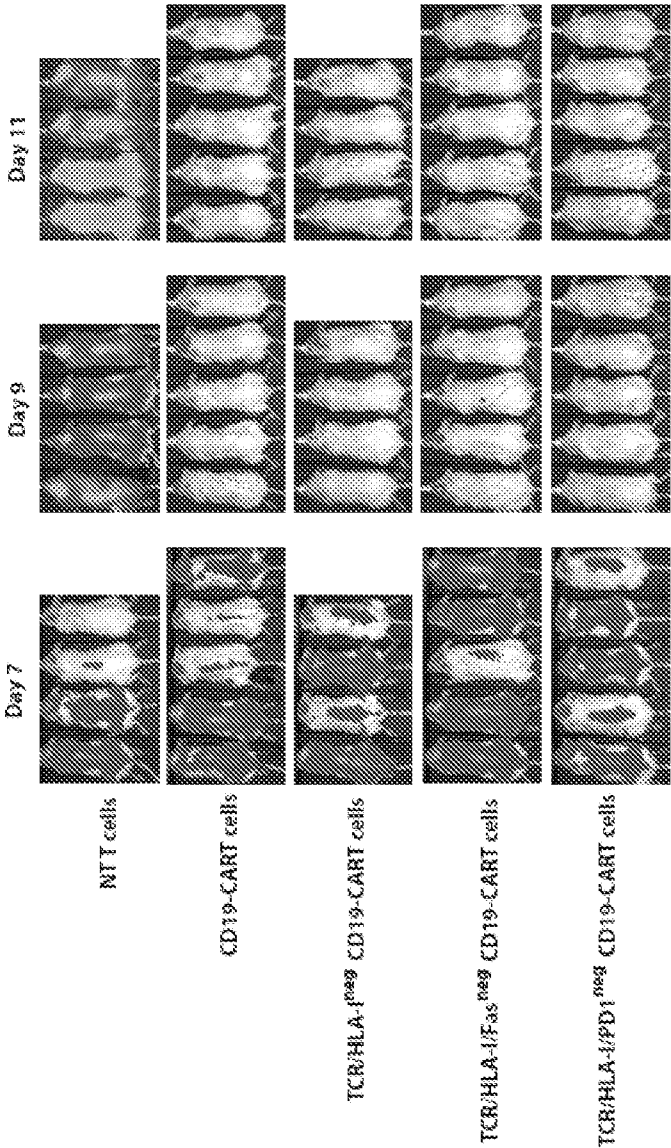 Day 7
Day 9
Day 11
NT T cells
CD19-CART cells
TCR/HLA-I^neg CD19-CART cells
TCR/HLA-I/Fas^neg CD19-CART cells
TCR/HLA-I/PD1^neg CD19-CART cells